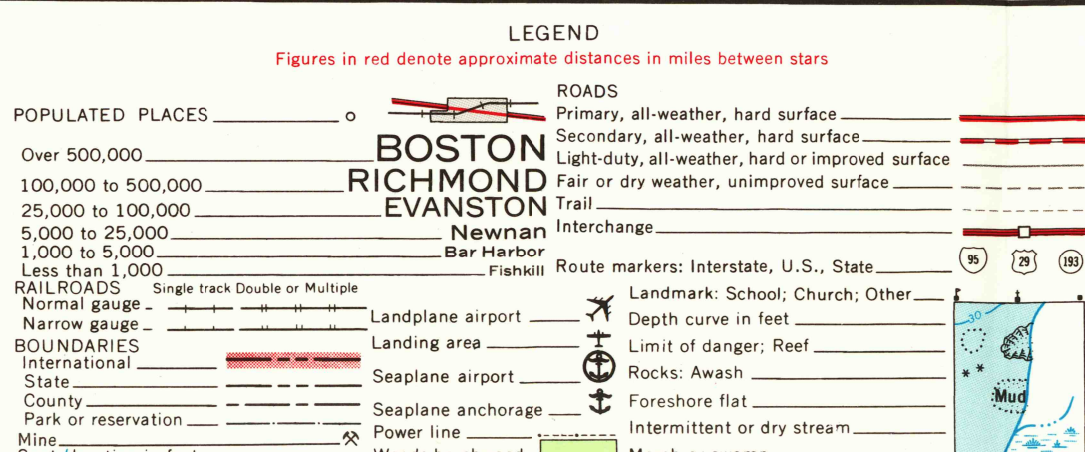 LEGEND
Figures in red denote approximate distances in miles between stars
POPULATED PLACES
Over 500,000 BOSTON
100,000 to 500,000 RICHMOND
25,000 to 100,000 EVANSTON
5,000 to 25,000 Newnan
1,000 to 5,000 Bar Harbor
Less than 1,000 Fishkill
RAILROADS Single track Double or Multiple
Normal gauge
Narrow gauge
BOUNDARIES
International
State
County
Park or reservation
Mine
Landplane airport
Landing area
Seaplane airport
Seaplane anchorage
Power line
ROADS
Primary, all-weather, hard surface
Secondary, all-weather, hard surface
Light-duty, all-weather, hard or improved surface
Fair or dry weather, unimproved surface
Trail
Interchange
Route markers: Interstate, U.S., State
95 29 193
Landmark: School; Church; Other
Depth curve in feet
Limit of danger; Reef
Rocks: Awash
Foreshore flat
Intermittent or dry stream
30
Mud